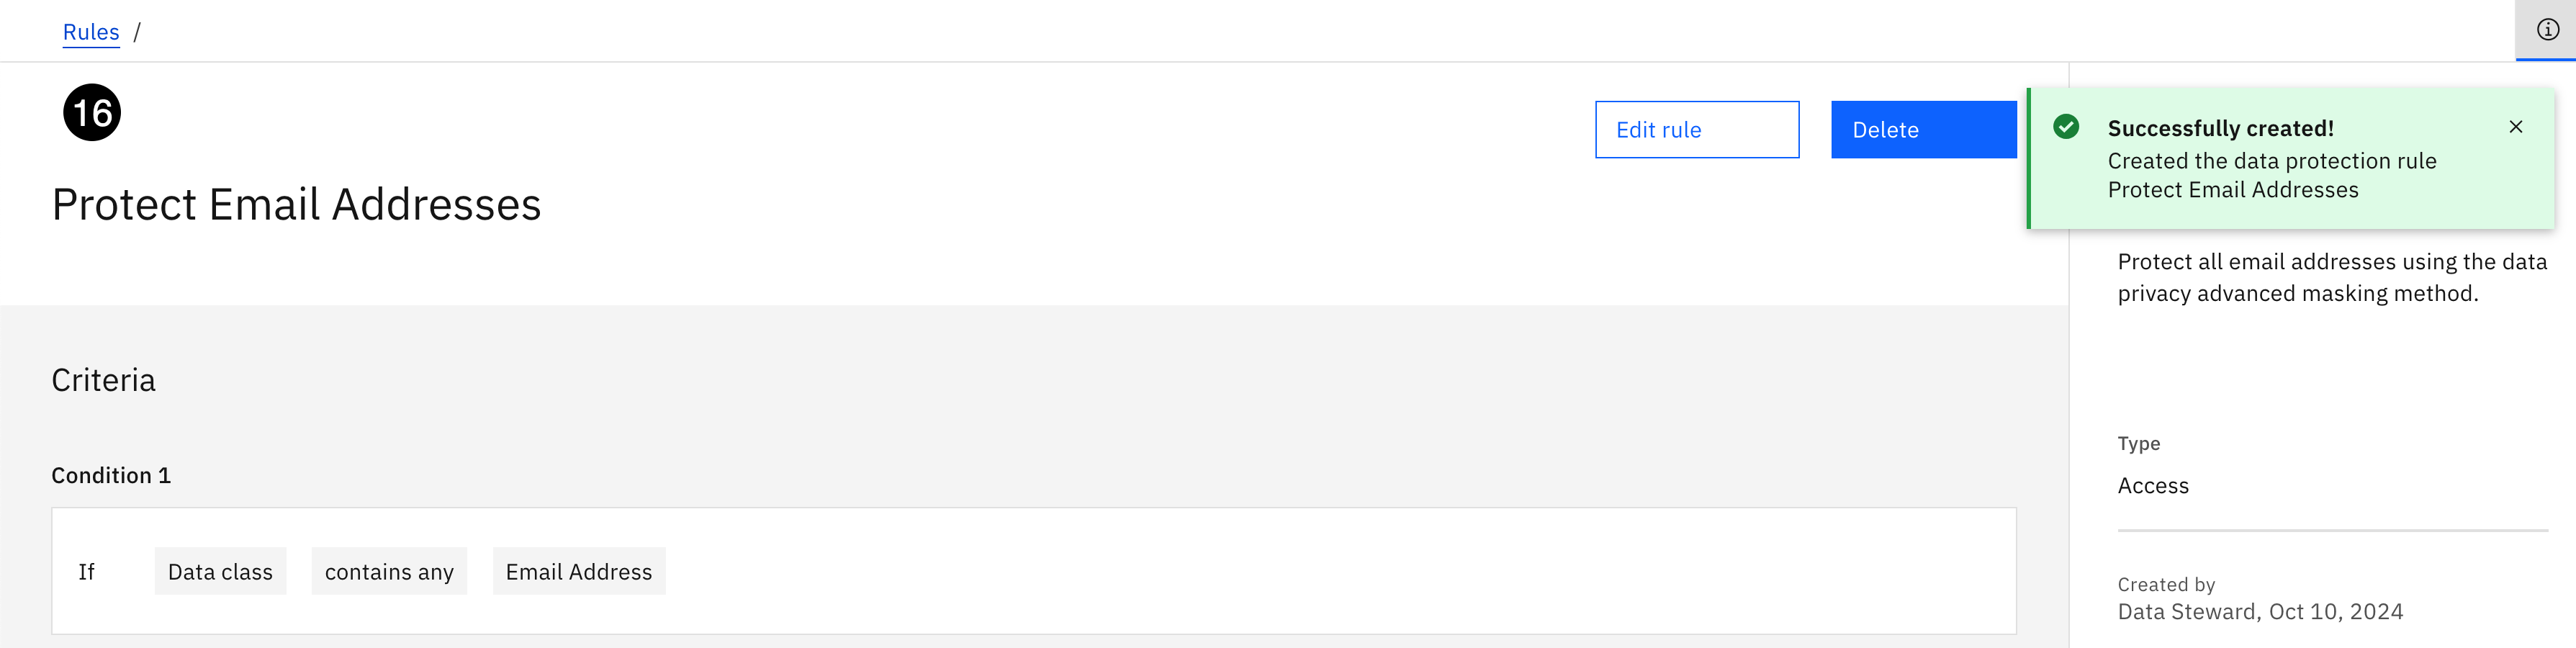 Rules /
16
Edit rule
Delete
Protect Email Addresses
Successfully created!
Created the data protection rule
Protect Email Addresses
Protect all email addresses using the data
privacy advanced masking method.
Criteria
Condition 1
If Data class contains any Email Address
Type
Access
Created by
Data Steward, Oct 10, 2024